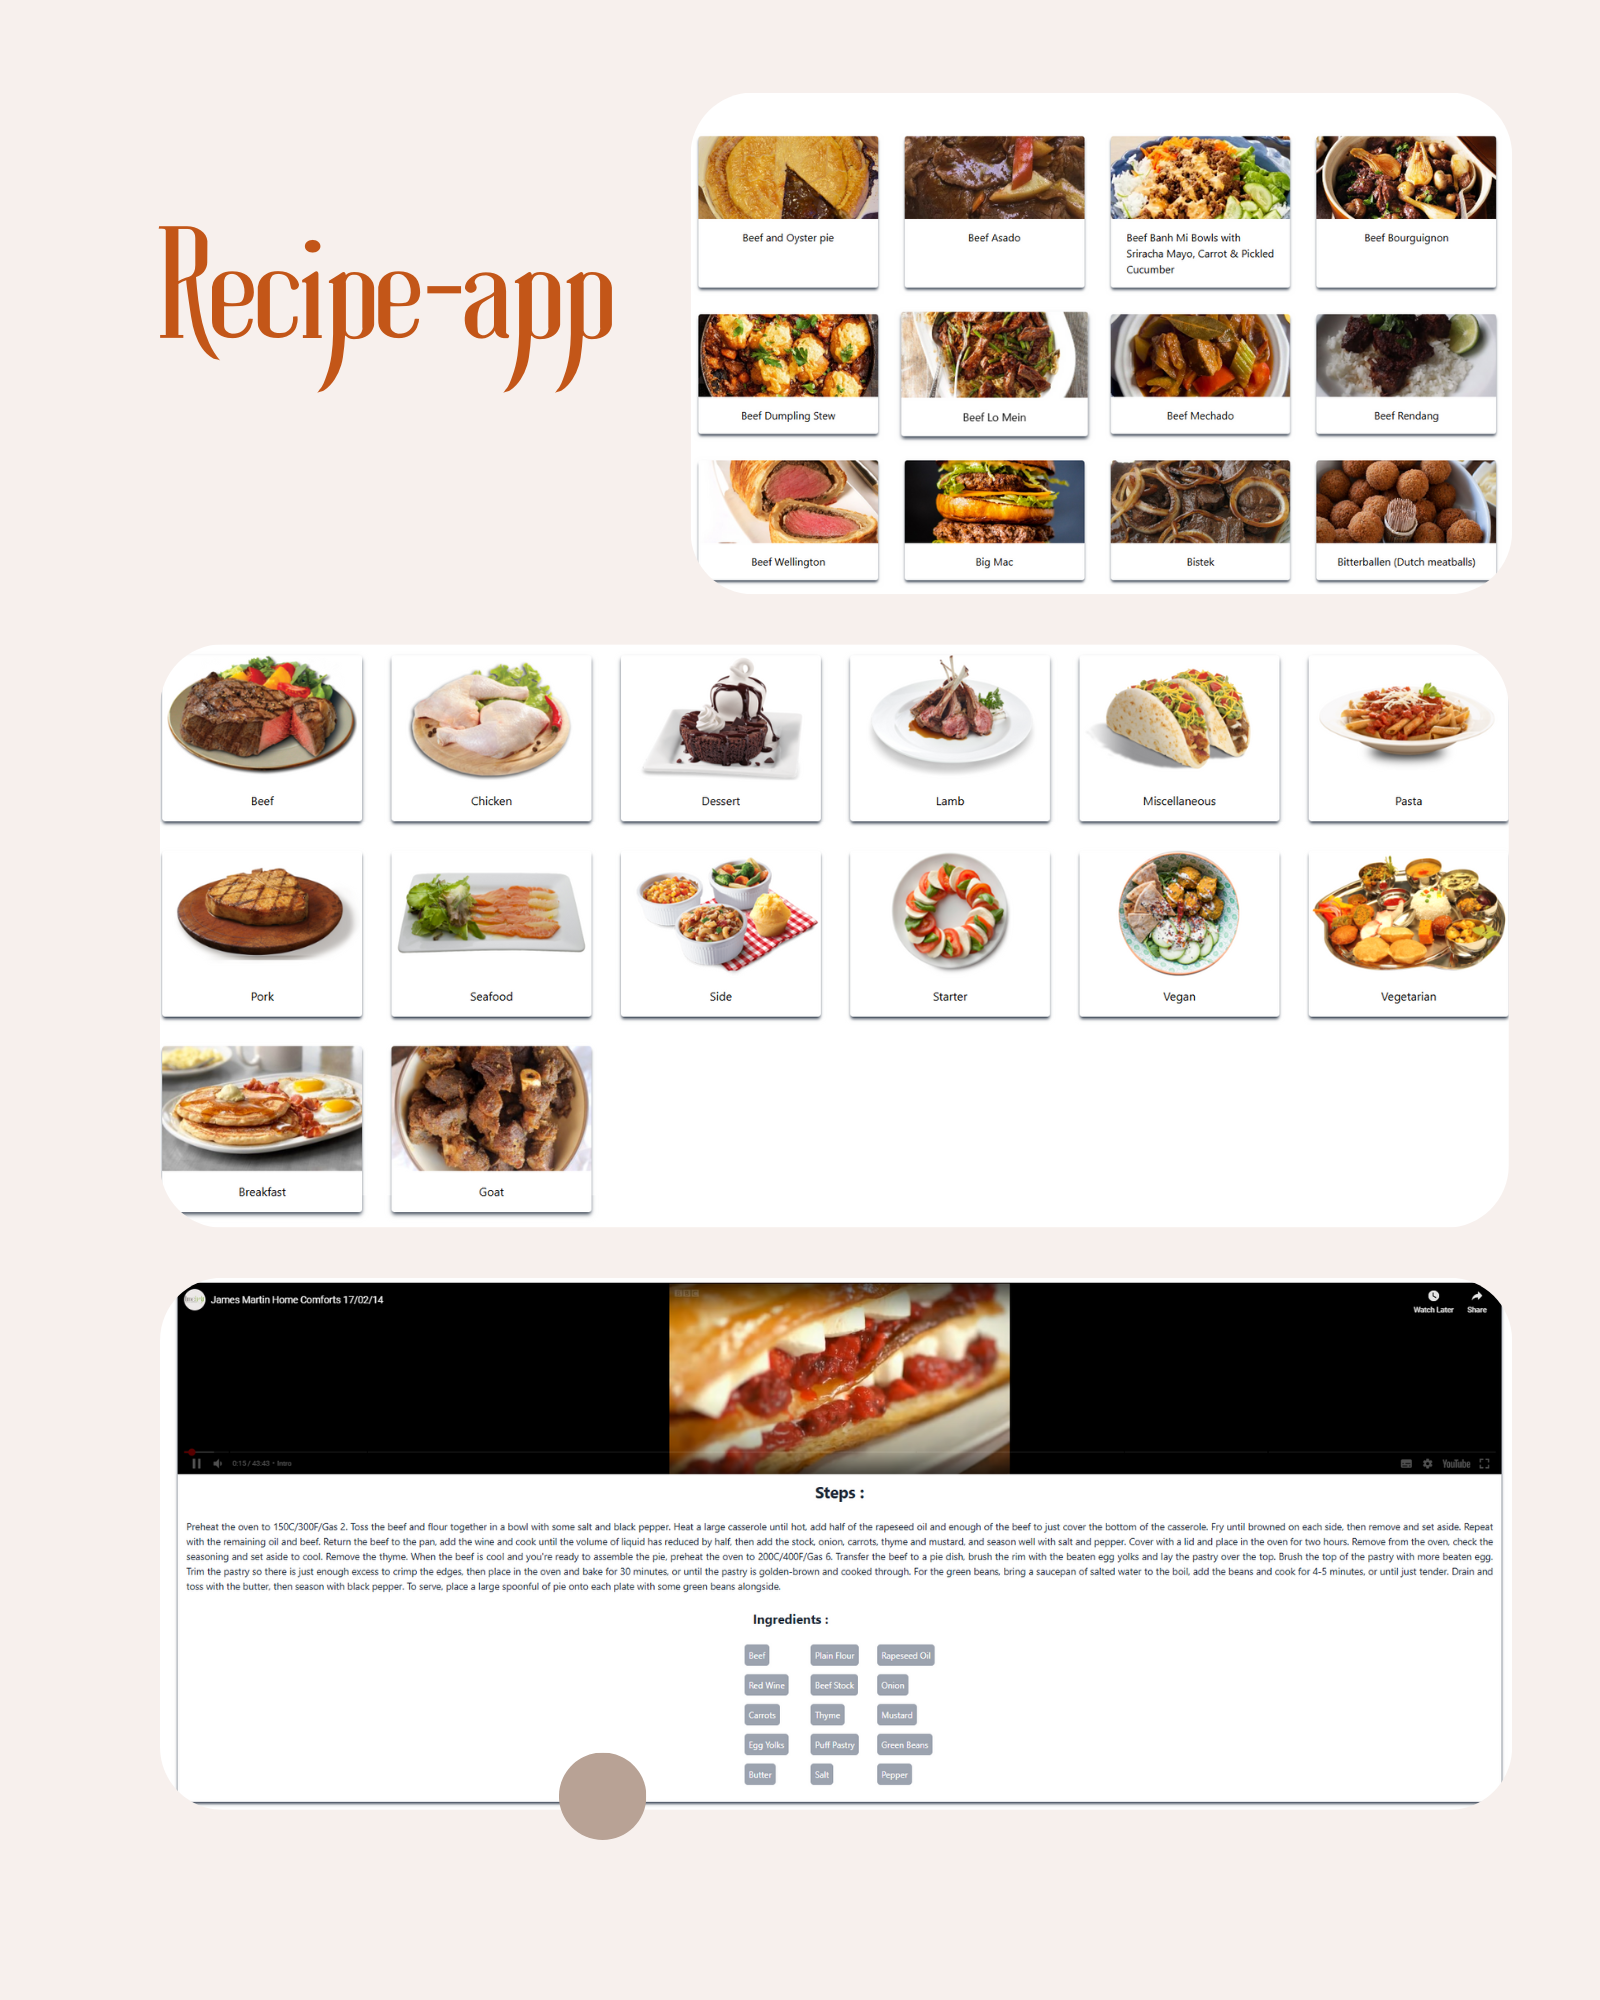 Recipe-app
Beef and Oyster pie
Beef Asado
Beef Banh Mi Bowls with
Sriracha Mayo, Carrot & Pickled
Cucumber
Beef Bourguignon
Beef Dumpling Stew
Beef Lo Mein
Beef Mechado
Beef Rendang
Beef Wellington
Big Mac
Bistek
Bitterballen (Dutch meatballs)
Beef
Chicken
Dessert
Lamb
Miscellaneous
Pasta
Pork
Seafood
Side
Starter
Vegan
Vegetarian
Breakfast
Goat
James Martin Home Comforts 17/02/14
Watch Later
Share
0:15 / 43:43 • Intro
YouTube
Steps :
Preheat the oven to 150C/300F/Gas 2. Toss the beef and flour together in a bowl with some salt and black pepper. Heat a large casserole until hot, add half of the rapeseed oil and enough of the beef to just cover the bottom of the casserole. Fry until browned on each side, then remove and set aside. Repeat
with the remaining oil and beef. Return the beef to the pan, add the wine and cook until the volume of liquid has reduced by half, then add the stock, onion, carrots, thyme and mustard, and season well with salt and pepper. Cover with a lid and place in the oven for two hours. Remove from the oven, check the
seasoning and set aside to cool. Remove the thyme. When the beef is cool and you're ready to assemble the pie, preheat the oven to 200C/400F/Gas 6. Transfer the beef to a pie dish, brush the rim with the beaten egg yolks and lay the pastry over the top. Brush the top of the pastry with more beaten egg.
Trim the pastry so there is just enough excess to crimp the edges, then place in the oven and bake for 30 minutes, or until the pastry is golden-brown and cooked through. For the green beans, bring a saucepan of salted water to the boil, add the beans and cook for 4-5 minutes, or until just tender. Drain and
toss with the butter, then season with black pepper. To serve, place a large spoonful of pie onto each plate with some green beans alongside.
Ingredients :
Beef
Plain Flour
Rapeseed Oil
Red Wine
Beef Stock
Onion
Carrots
Thyme
Mustard
Egg Yolks
Puff Pastry
Green Beans
Butter
Salt
Pepper